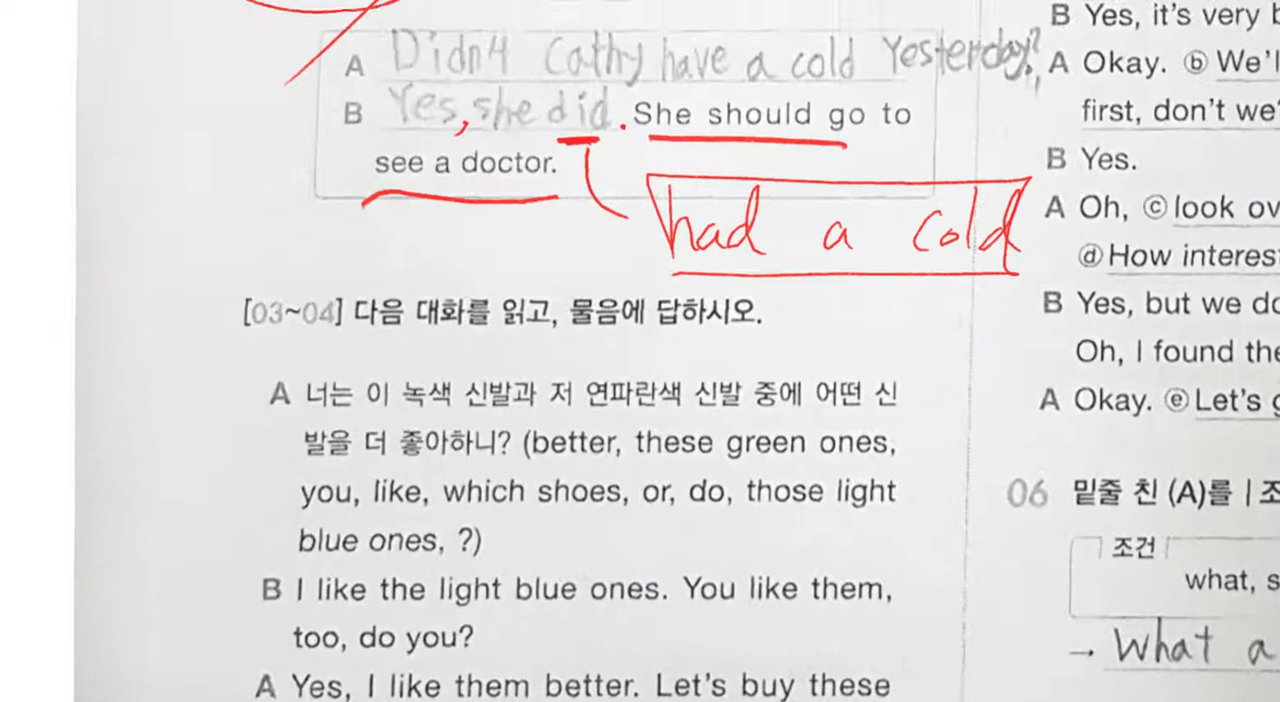 A Didn't Cathy have a cold Yesterday?
B Yes, she did. She should go to
see a doctor.
had a cold
[03~04] 다음 대화를 읽고, 물음에 답하시오.
A 너는 이 녹색 신발과 저 연파란색 신발 중에 어떤 신
발을 더 좋아하니? (better, these green ones,
you, like, which shoes, or, do, those light
blue ones, ?)
B I like the light blue ones. You like them,
too, do you?
A Yes, I like them better. Let's buy these
B Yes, it's very
A Okay. ⓑ We'l
first, don't we
B Yes.
A Oh, ⓒ look ov
ⓓ How interes
B Yes, but we do
Oh, I found the
A Okay. ⓔ Let's
06 밑줄 친 (A)를 | 조
조건
what, s
→ What a